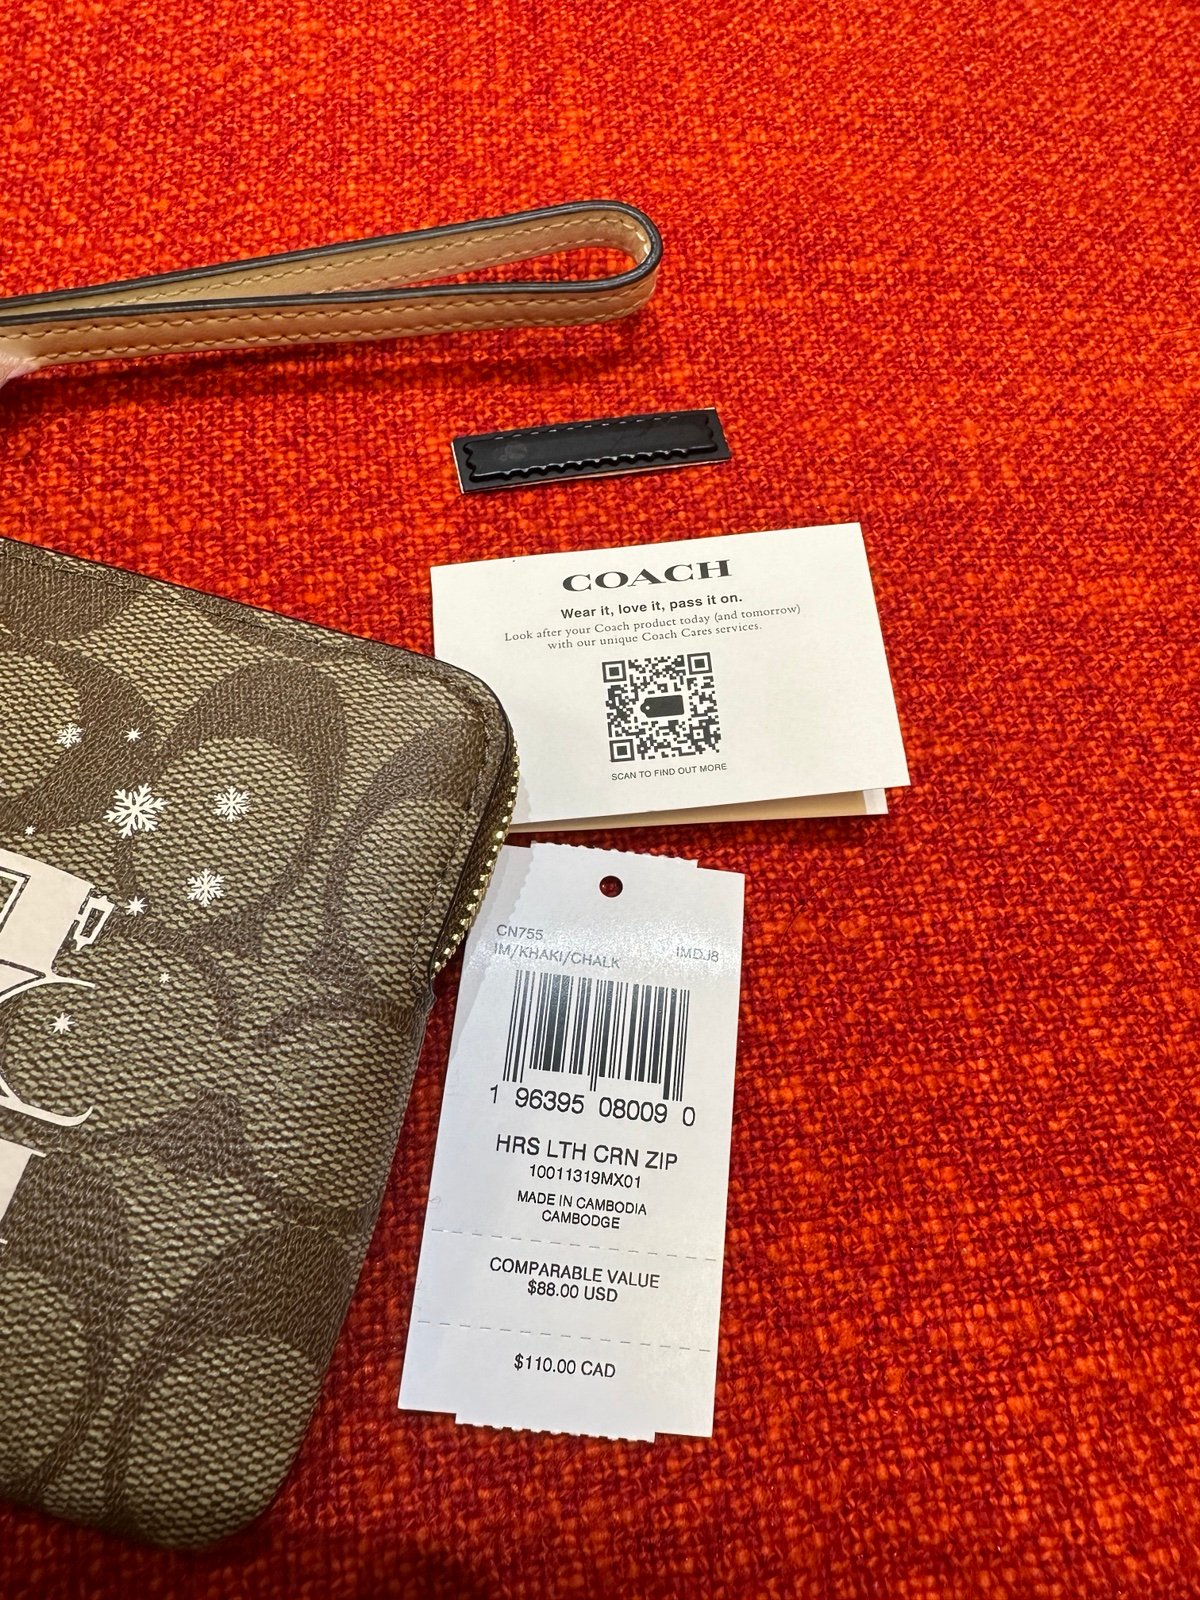 COACH
Wear it, love it, pass it on.
Look after your Coach product today (and tomorrow)
with our unique Coach Cares services.
SCAN TO FIND OUT MORE
CN755
IM/KHAKI/CHALK IMDJ8
1 96395 08009 0
HRS LTH CRN ZIP
10011319MX01
MADE IN CAMBODIA
CAMBODGE
COMPARABLE VALUE
$88.00 USD
$110.00 CAD